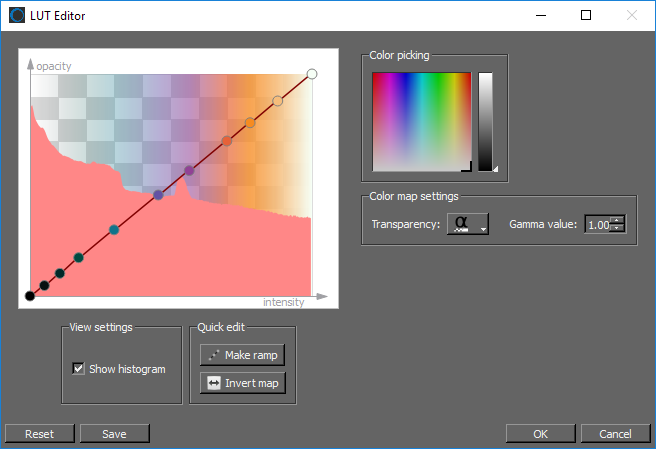 LUT Editor
opacity
intensity
Color picking
Color map settings
Transparency: α Gamma value: 1.00
View settings
Show histogram
Quick edit
Make ramp
Invert map
Reset Save OK Cancel